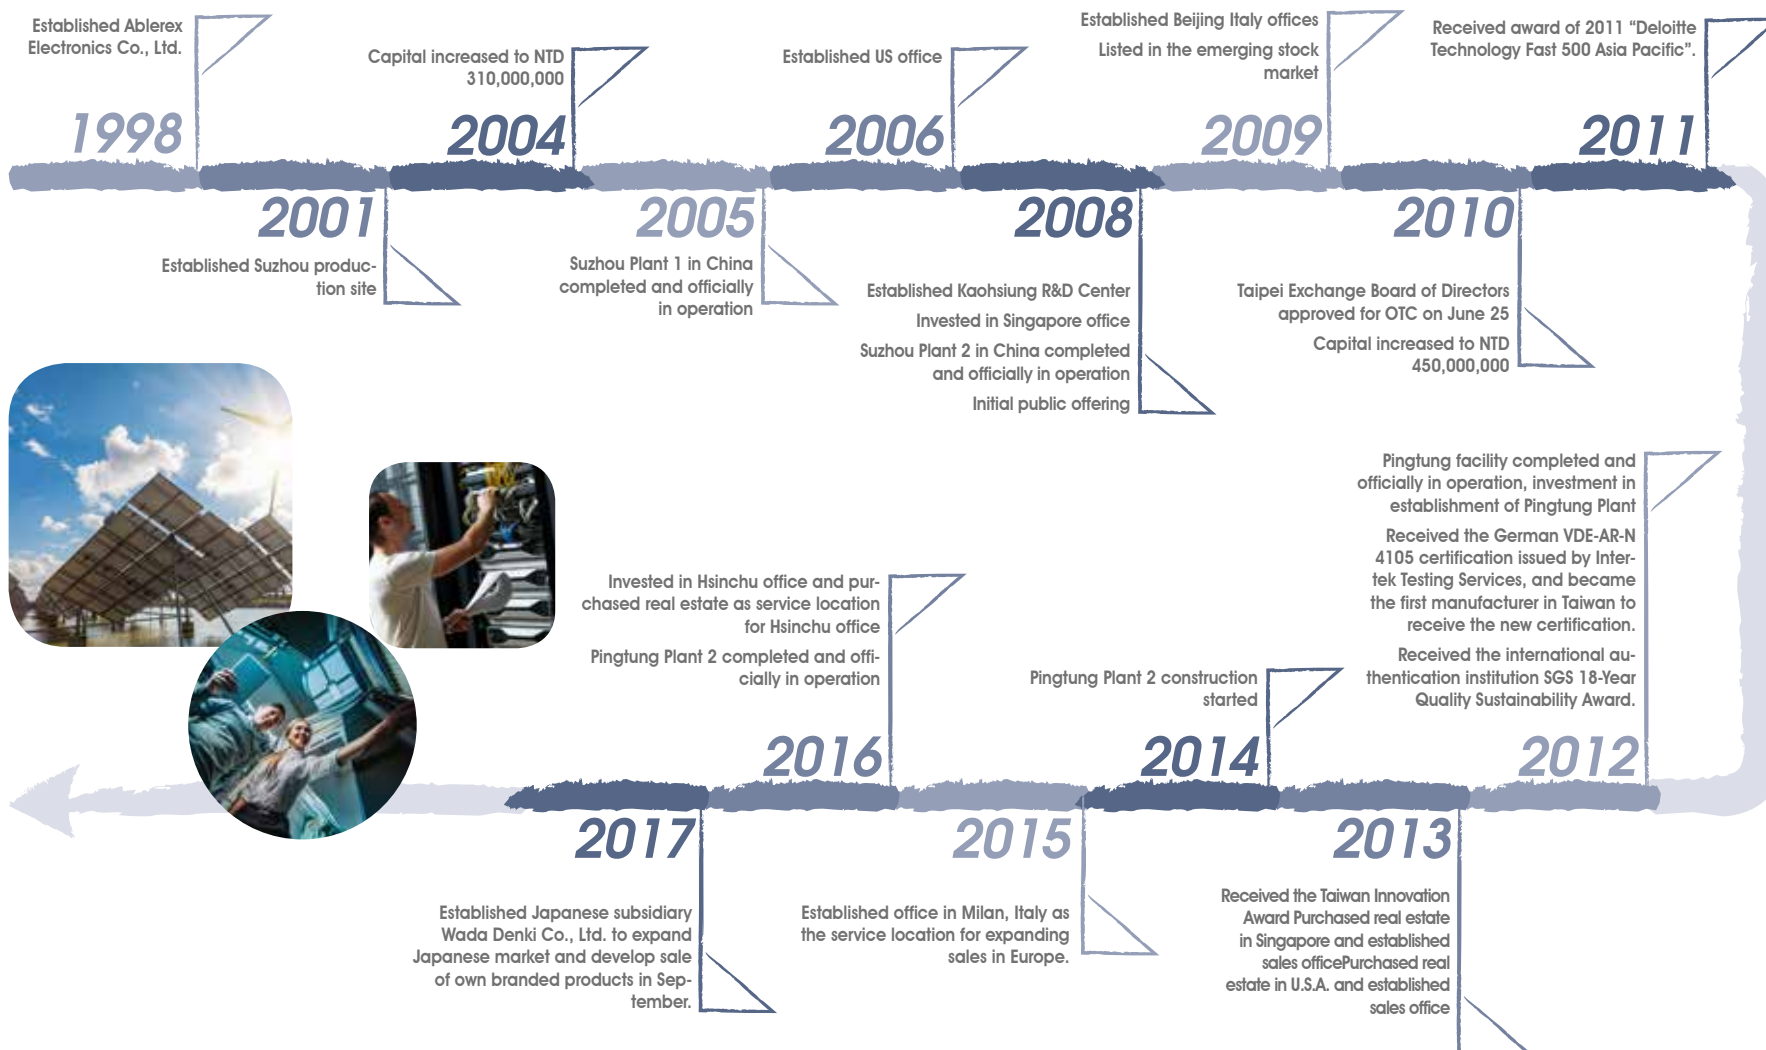 Established Ablerex
Electronics Co., Ltd.
1998
Established Suzhou produc-
tion site
2001
Capital increased to NTD
310,000,000
2004
Suzhou Plant 1 in China
completed and officially
in operation
2005
Established US office
2006
2008
Established Kaohsiung R&D Center
Invested in Singapore office
Suzhou Plant 2 in China completed
and officially in operation
Initial public offering
Established Beijing Italy offices
Listed in the emerging stock
market
2009
2010
Taipei Exchange Board of Directors
approved for OTC on June 25
Capital increased to NTD
450,000,000
Received award of 2011 “Deloitte
Technology Fast 500 Asia Pacific”.
2011
Pingtung facility completed and
officially in operation, investment in
establishment of Pingtung Plant
Received the German VDE-AR-N
4105 certification issued by Inter-
tek Testing Services, and became
the first manufacturer in Taiwan to
receive the new certification.
Received the international au-
thentication institution SGS 18-Year
Quality Sustainability Award.
2012
2013
Received the Taiwan Innovation
Award Purchased real estate
in Singapore and established
sales officePurchased real
estate in U.S.A. and established
sales office
Pingtung Plant 2 construction
started
2014
2015
Established office in Milan, Italy as
the service location for expanding
sales in Europe.
Invested in Hsinchu office and pur-
chased real estate as service location
for Hsinchu office
Pingtung Plant 2 completed and offi-
cially in operation
2016
2017
Established Japanese subsidiary
Wada Denki Co., Ltd. to expand
Japanese market and develop sale
of own branded products in Sep-
tember.